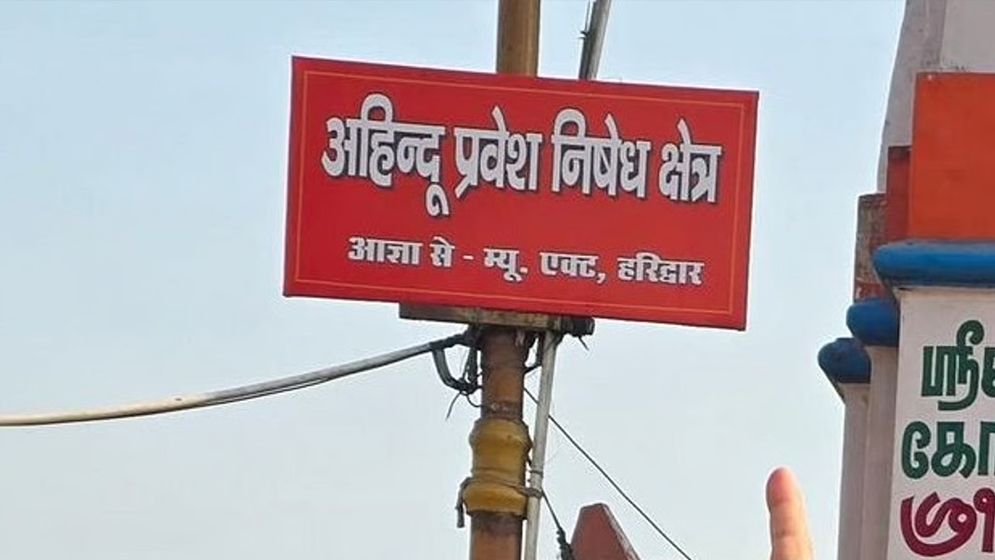 अहिन्दू प्रवेश निषेध क्षेत्र
आज्ञा से - म्यू. एक्ट, हरिद्वार